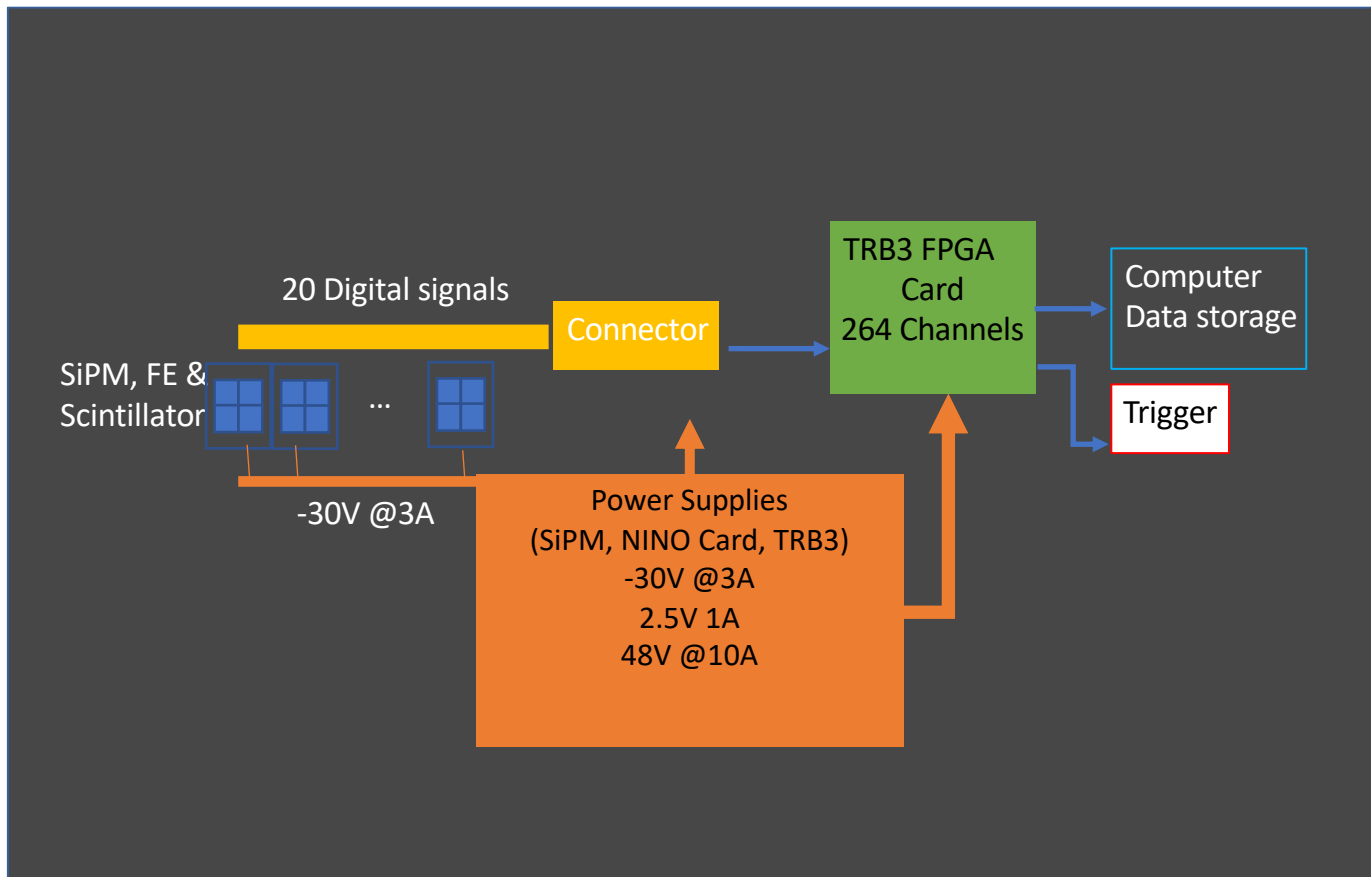 20 Digital signals
SiPM, FE &
Scintillator
...
-30V @3A
Connector
TRB3 FPGA
Card
264 Channels
Computer
Data storage
Trigger
Power Supplies
(SiPM, NINO Card, TRB3)
-30V @3A
2.5V 1A
48V @10A